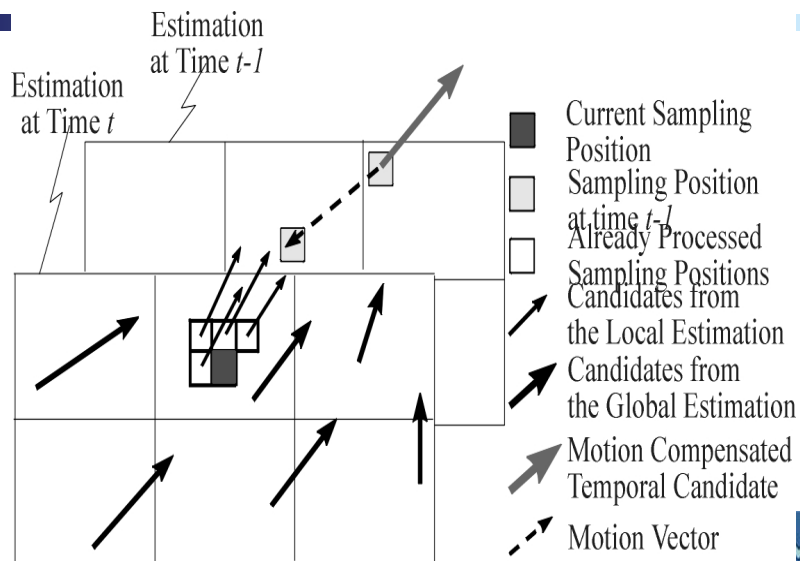 Estimation
at Time t-1
Estimation
at Time t
Current Sampling
Position
Sampling Position
at time t-1
Already Processed
Sampling Positions
Candidates from
the Local Estimation
Candidates from
the Global Estimation
Motion Compensated
Temporal Candidate
Motion Vector